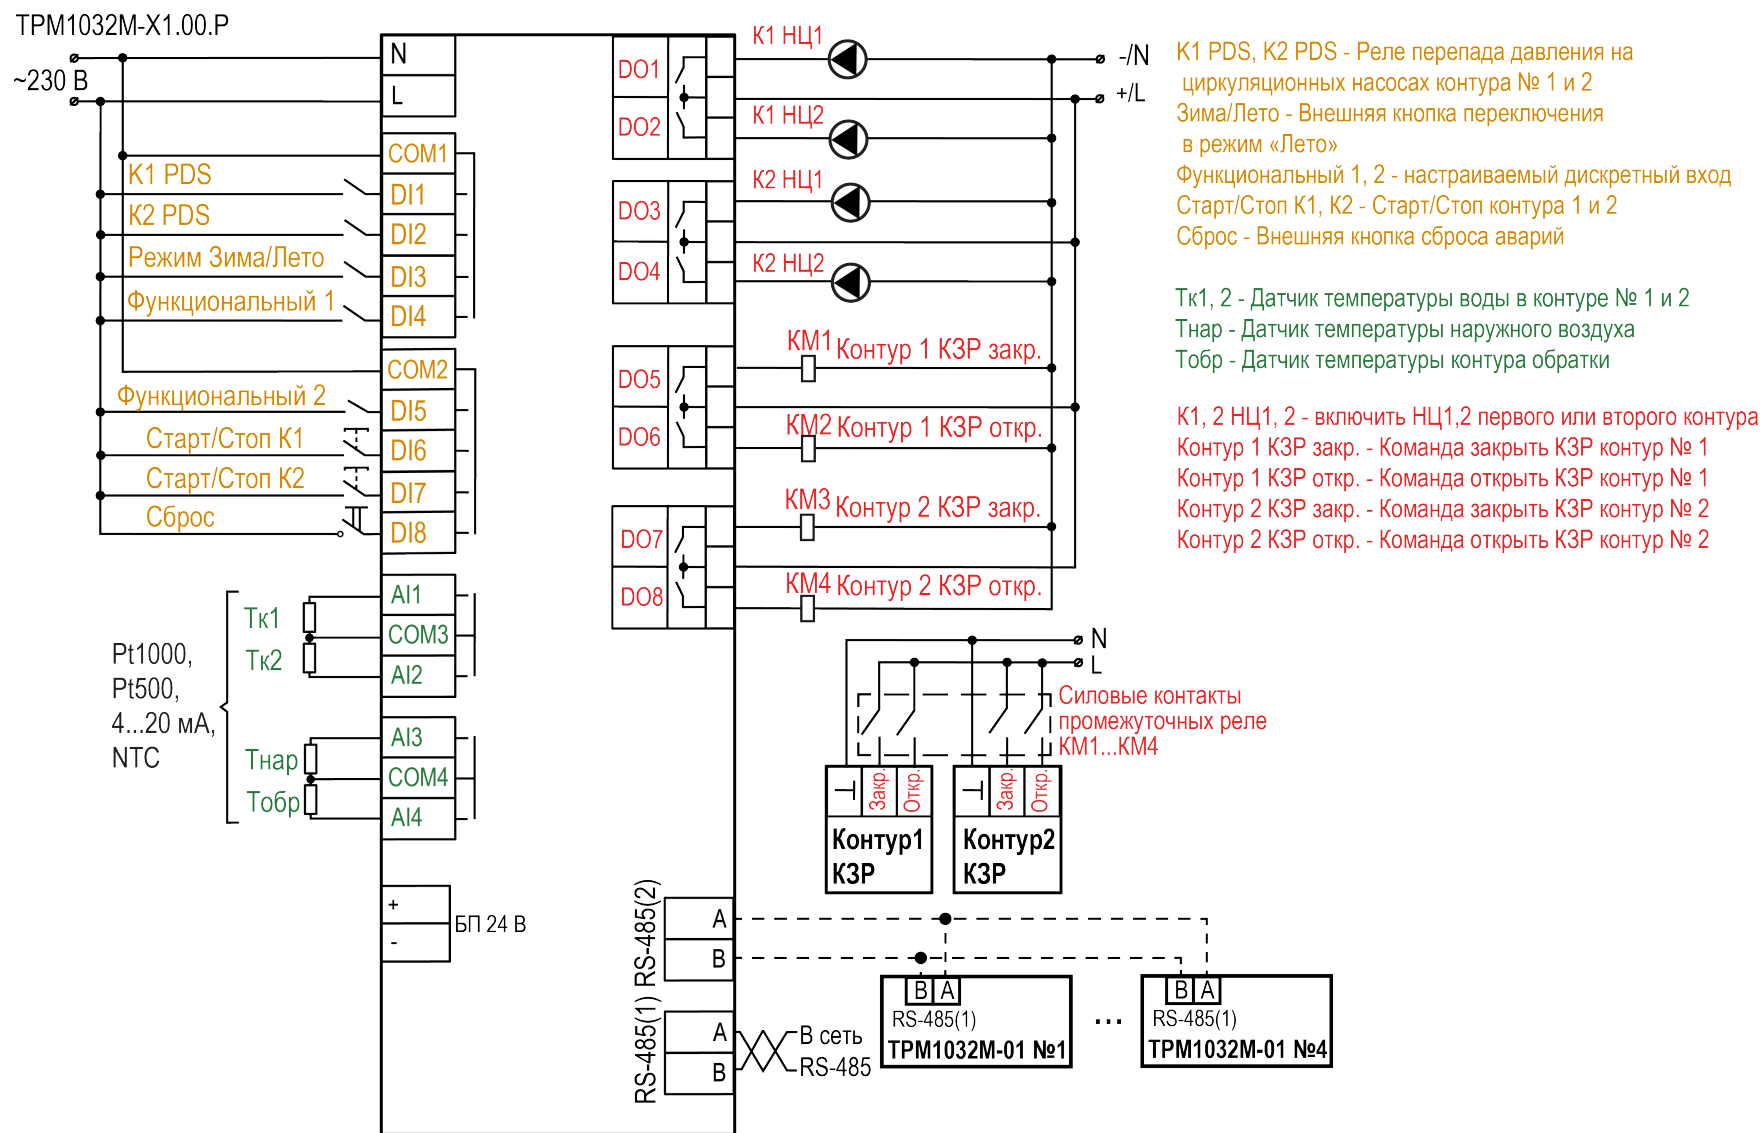 ТРМ1032М-Х1.00.Р
~230 В
N
L
COM1
K1 PDS
DI1
K2 PDS
DI2
Режим Зима/Лето
DI3
Функциональный 1
DI4
COM2
Функциональный 2
DI5
Старт/Стоп К1
DI6
Старт/Стоп К2
DI7
Сброс
DI8
Pt1000,
Pt500,
4...20 мА,
NTC
Тк1
Тк2
Тнар
Тобр
AI1
COM3
AI2
AI3
COM4
AI4
+
-
БП 24 В
DO1
DO2
DO3
DO4
DO5
DO6
DO7
DO8
К1 НЦ1
К1 НЦ2
К2 НЦ1
К2 НЦ2
КМ1 Контур 1 КЗР закр.
КМ2 Контур 1 КЗР откр.
КМ3 Контур 2 КЗР закр.
КМ4 Контур 2 КЗР откр.
-/N
+/L
N
L
Силовые контакты
промежуточных реле
КМ1...КМ4
Закр.
Откр.
Закр.
Откр.
Контур1
КЗР
Контур2
КЗР
RS-485(2)
A
B
RS-485(1)
A
B
В сеть
RS-485
B A
RS-485(1)
ТРМ1032М-01 №1
...
B A
RS-485(1)
ТРМ1032М-01 №4
K1 PDS, K2 PDS - Реле перепада давления на
циркуляционных насосах контура № 1 и 2
Зима/Лето - Внешняя кнопка переключения
в режим «Лето»
Функциональный 1, 2 - настраиваемый дискретный вход
Старт/Стоп К1, К2 - Старт/Стоп контура 1 и 2
Сброс - Внешняя кнопка сброса аварий
Тк1, 2 - Датчик температуры воды в контуре № 1 и 2
Тнар - Датчик температуры наружного воздуха
Тобр - Датчик температуры контура обратки
К1, 2 НЦ1, 2 - включить НЦ1,2 первого или второго контура
Контур 1 КЗР закр. - Команда закрыть КЗР контур № 1
Контур 1 КЗР откр. - Команда открыть КЗР контур № 1
Контур 2 КЗР закр. - Команда закрыть КЗР контур № 2
Контур 2 КЗР откр. - Команда открыть КЗР контур № 2